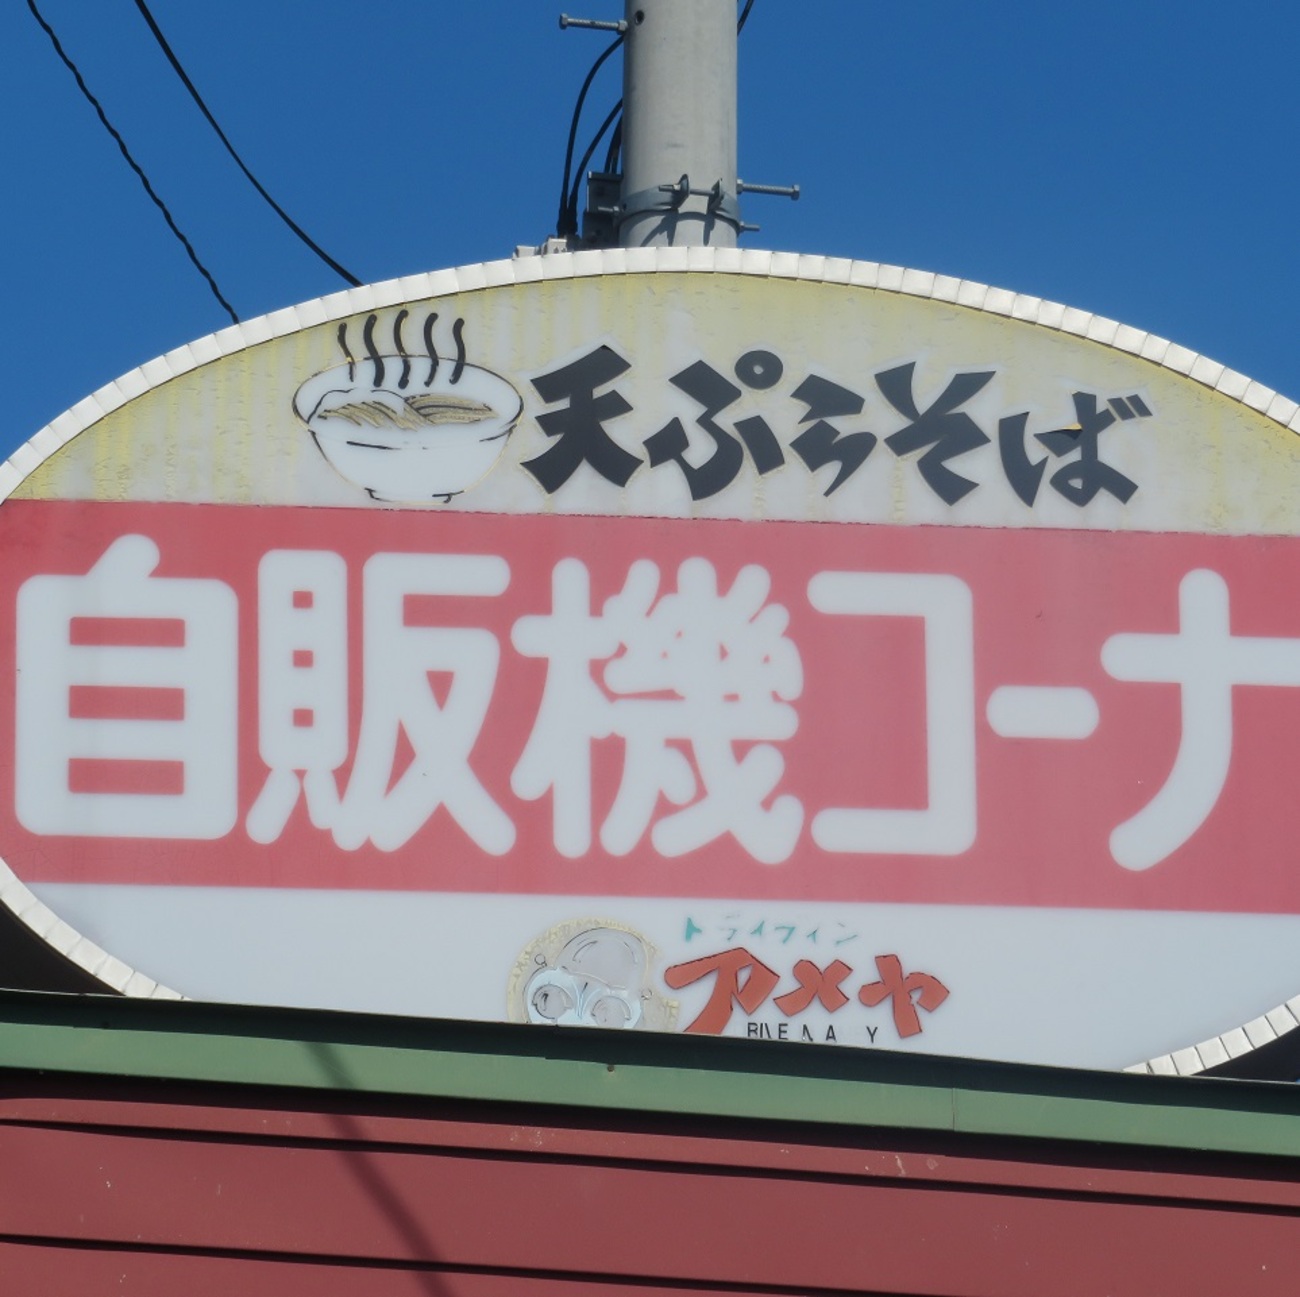 天ぷらそば
自販機コーナ
ドライブイン
アメヤ